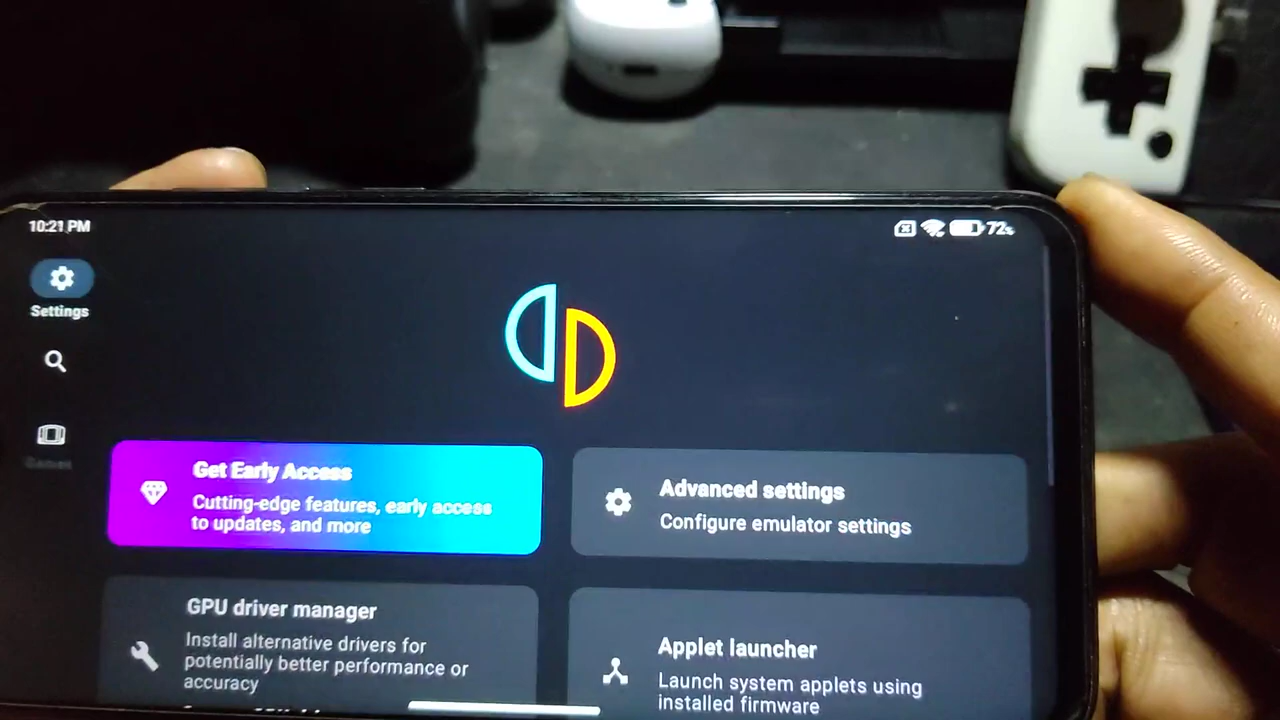 10:21 PM
72%
Settings
Games
Get Early Access
Cutting-edge features, early access
to updates, and more
Advanced settings
Configure emulator settings
GPU driver manager
Install alternative drivers for
potentially better performance or
accuracy
Applet launcher
Launch system applets using
installed firmware